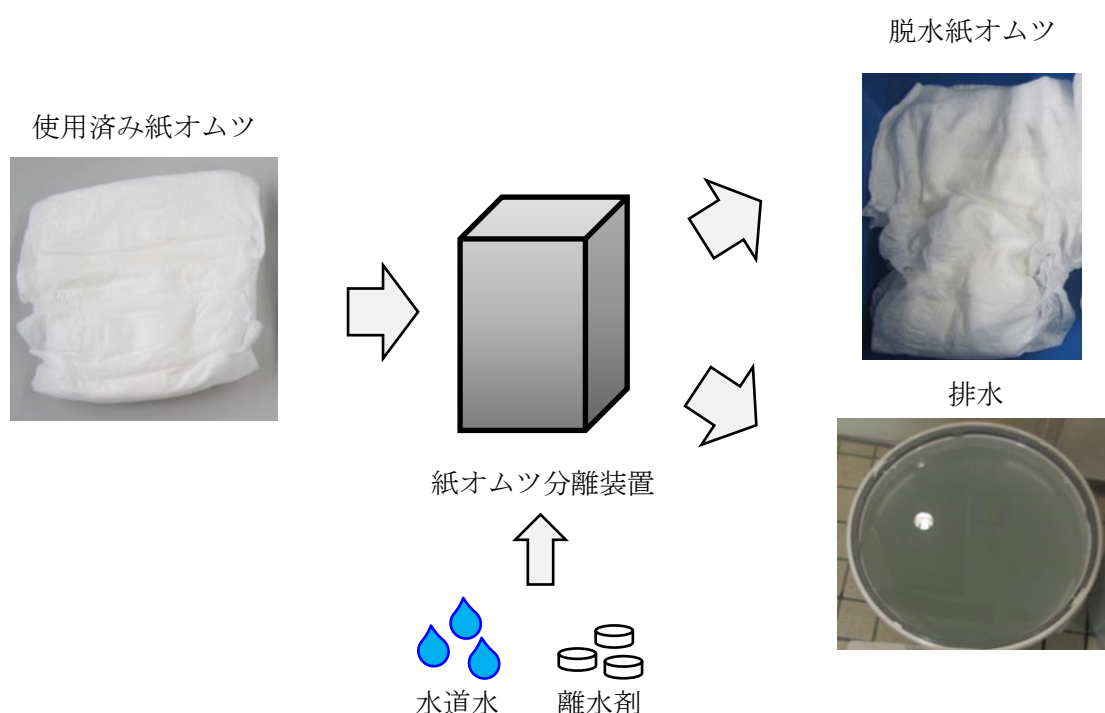 脱水紙オムツ
使用済み紙オムツ
排水
紙オムツ分離装置
水道水
離水剤